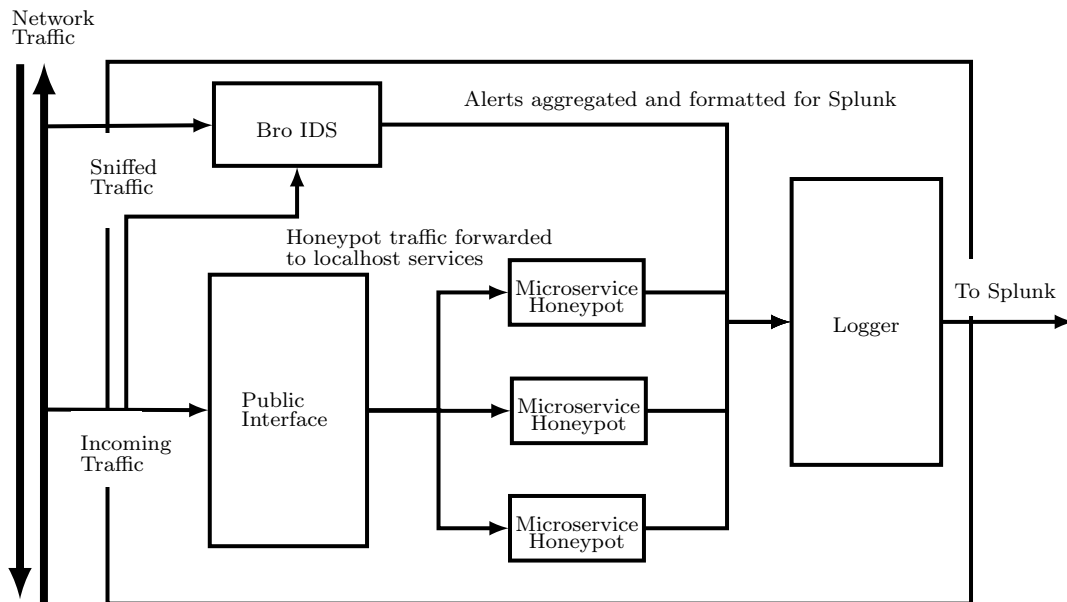 Network
Traffic
Alerts aggregated and formatted for Splunk
Bro IDS
Sniffed
Traffic
Honeypot traffic forwarded
to localhost services
Microservice
Honeypot
To Splunk
Logger
Public
Interface
Microservice
Honeypot
Incoming
Traffic
Microservice
Honeypot